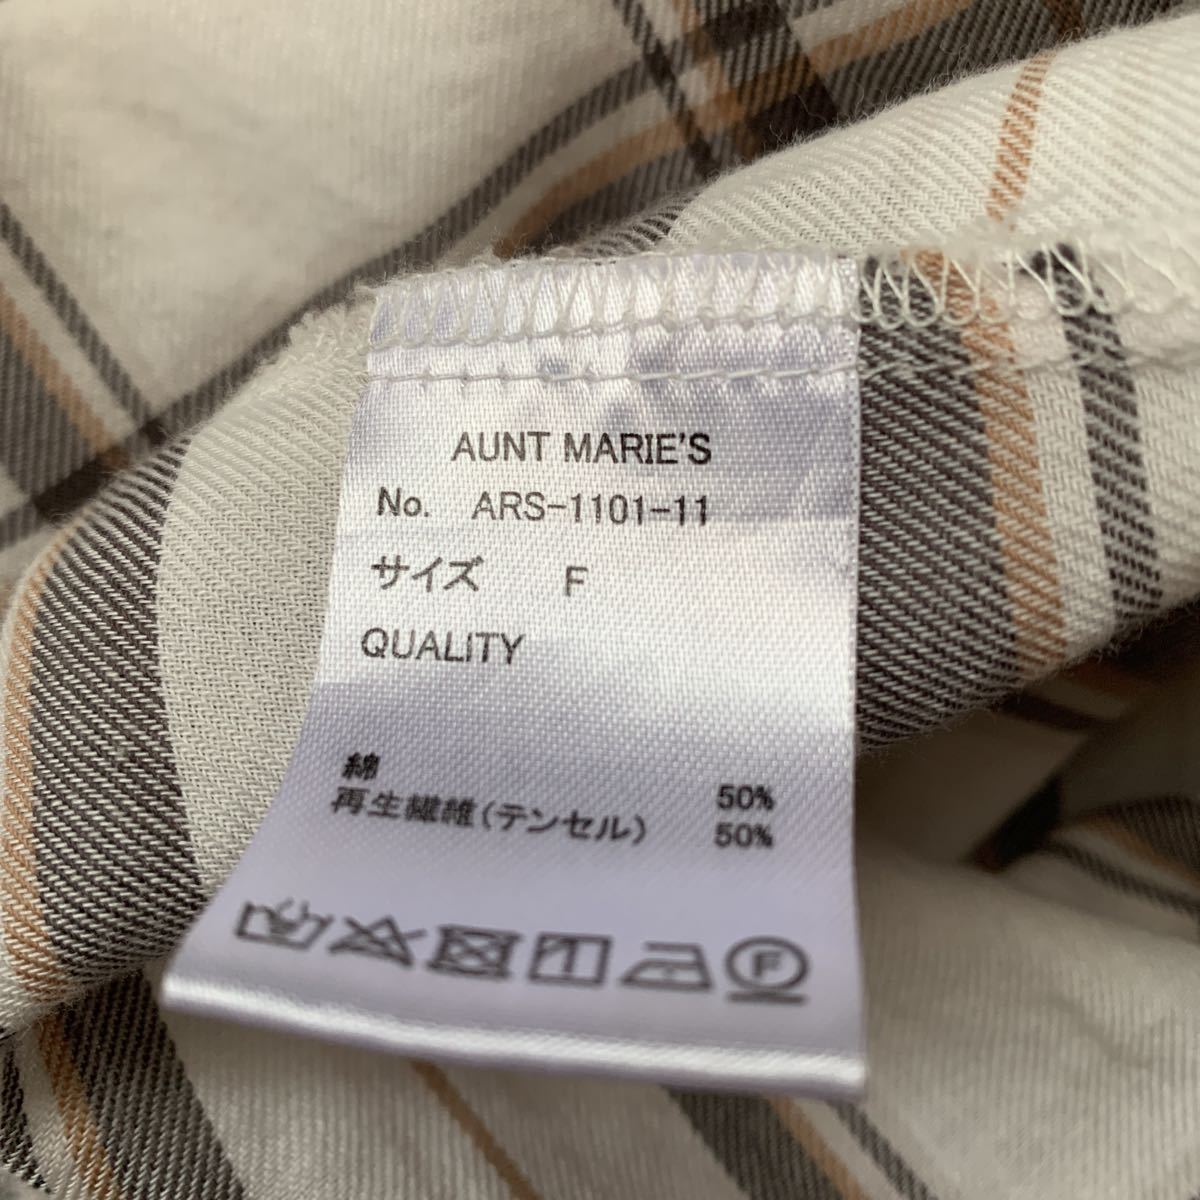 AUNT MARIE'S
No. ARS-1101-11
サイズ F
QUALITY
綿 50%
再生繊維(テンセル) 50%
F